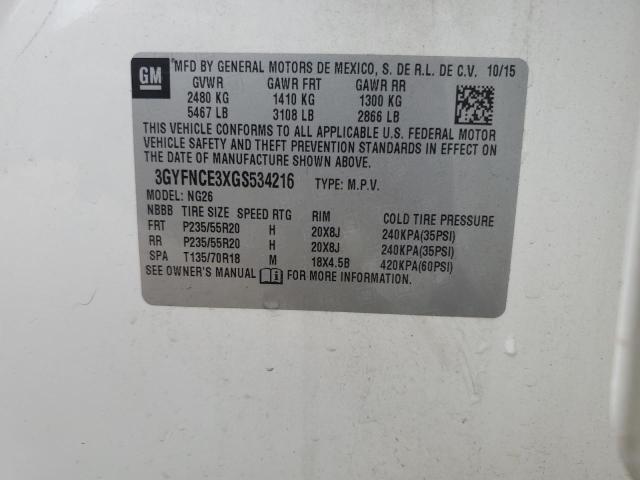 GM
MFD BY GENERAL MOTORS DE MEXICO, S. DE R.L. DE C.V. 10/15
GVWR GAWR FRT GAWR RR
2480 KG 1410 KG 1300 KG
5467 LB 3108 LB 2866 LB
THIS VEHICLE CONFORMS TO ALL APPLICABLE U.S. FEDERAL MOTOR
VEHICLE SAFETY AND THEFT PREVENTION STANDARDS IN EFFECT ON
THE DATE OF MANUFACTURE SHOWN ABOVE.
3GYFNCE3XGS534216 TYPE: M.P.V.
MODEL: NG26
NBBB TIRE SIZE SPEED RTG RIM COLD TIRE PRESSURE
FRT P235/55R20 H 20X8J 240KPA(35PSI)
RR P235/55R20 H 20X8J 240KPA(35PSI)
SPA T135/70R18 M 18X4.5B 420KPA(60PSI)
SEE OWNER'S MANUAL FOR MORE INFORMATION.